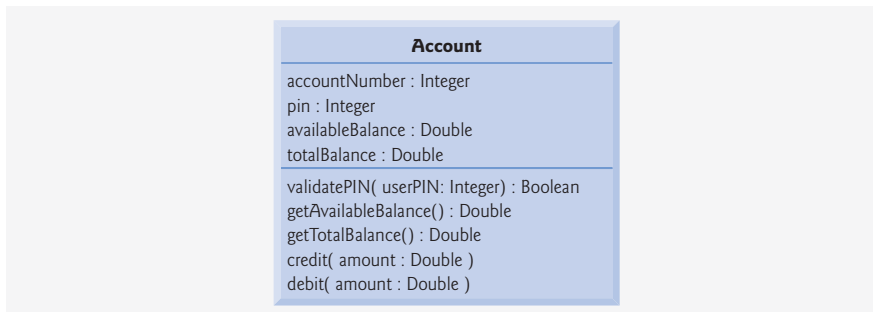 Account
accountNumber : Integer
pin : Integer
availableBalance : Double
totalBalance : Double
validatePIN( userPIN: Integer) : Boolean
getAvailableBalance() : Double
getTotalBalance() : Double
credit( amount : Double )
debit( amount : Double )